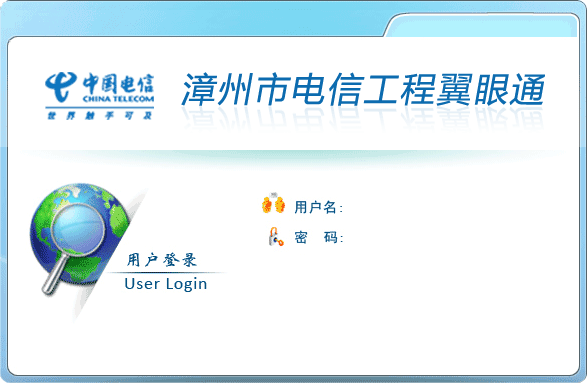 中国电信
CHINA TELECOM
世界触手可及
漳州市电信工程翼眼通
用户名:
密 码:
用户登录
User Login